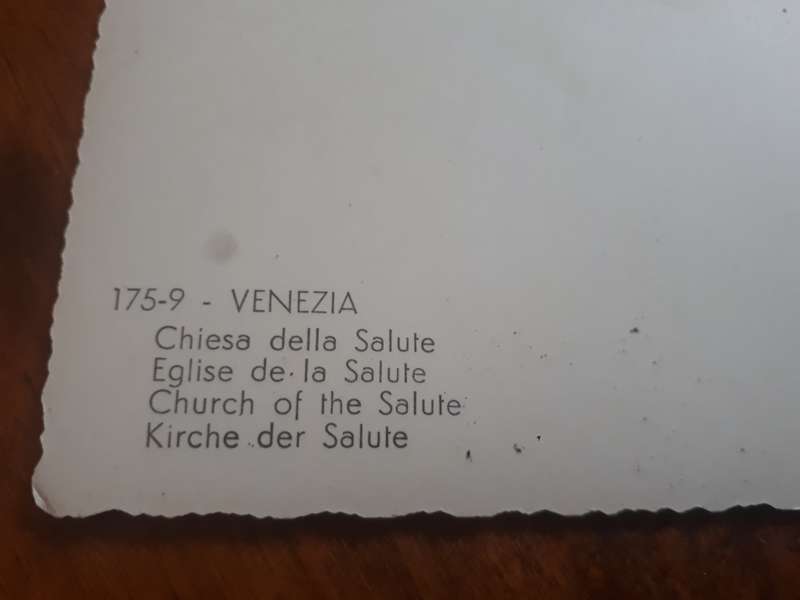 175-9 - VENEZIA
Chiesa della Salute
Eglise de la Salute
Church of the Salute
Kirche der Salute